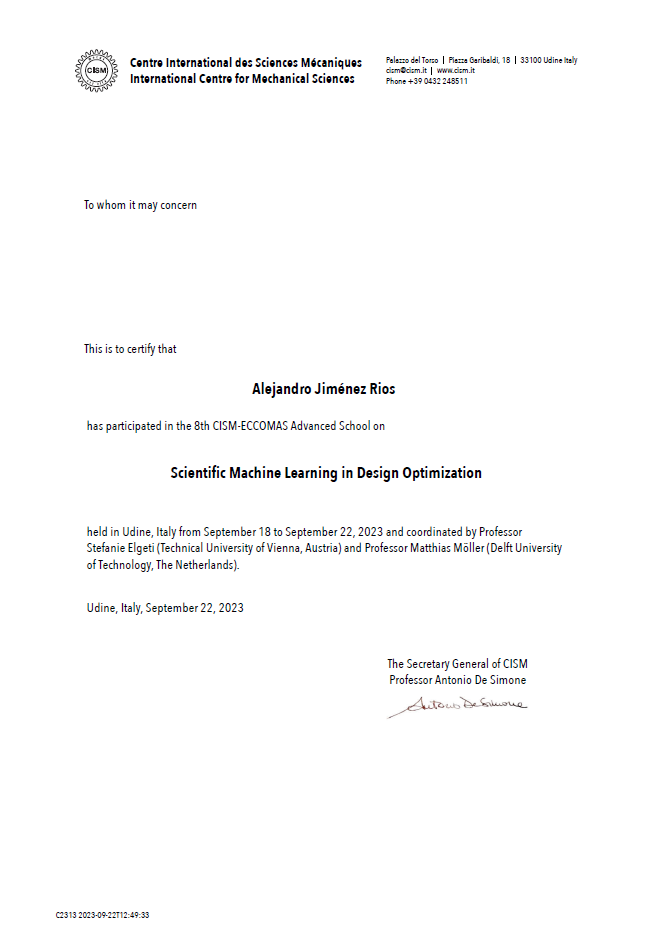 CISM
Centre International des Sciences Mécaniques
International Centre for Mechanical Sciences
Palazzo del Torso | Piazza Garibaldi, 18 | 33100 Udine Italy
cism@cism.it | www.cism.it
Phone +39 0432 248511
To whom it may concern
This is to certify that
Alejandro Jiménez Rios
has participated in the 8th CISM-ECCOMAS Advanced School on
Scientific Machine Learning in Design Optimization
held in Udine, Italy from September 18 to September 22, 2023 and coordinated by Professor
Stefanie Elgeti (Technical University of Vienna, Austria) and Professor Matthias Möller (Delft University
of Technology, The Netherlands).
Udine, Italy, September 22, 2023
The Secretary General of CISM
Professor Antonio De Simone
Antonio DeSimone
C2313 2023-09-22T12:49:33